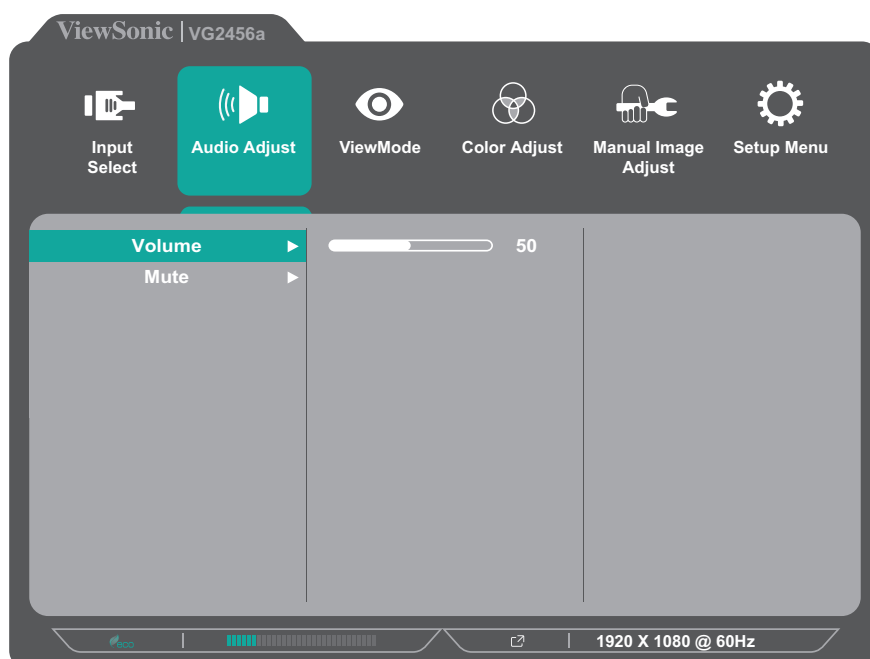 ViewSonic | VG2456a
Input Select
Audio Adjust
ViewMode
Color Adjust
Manual Image Adjust
Setup Menu
Volume
50
Mute
eco
1920 X 1080 @ 60Hz